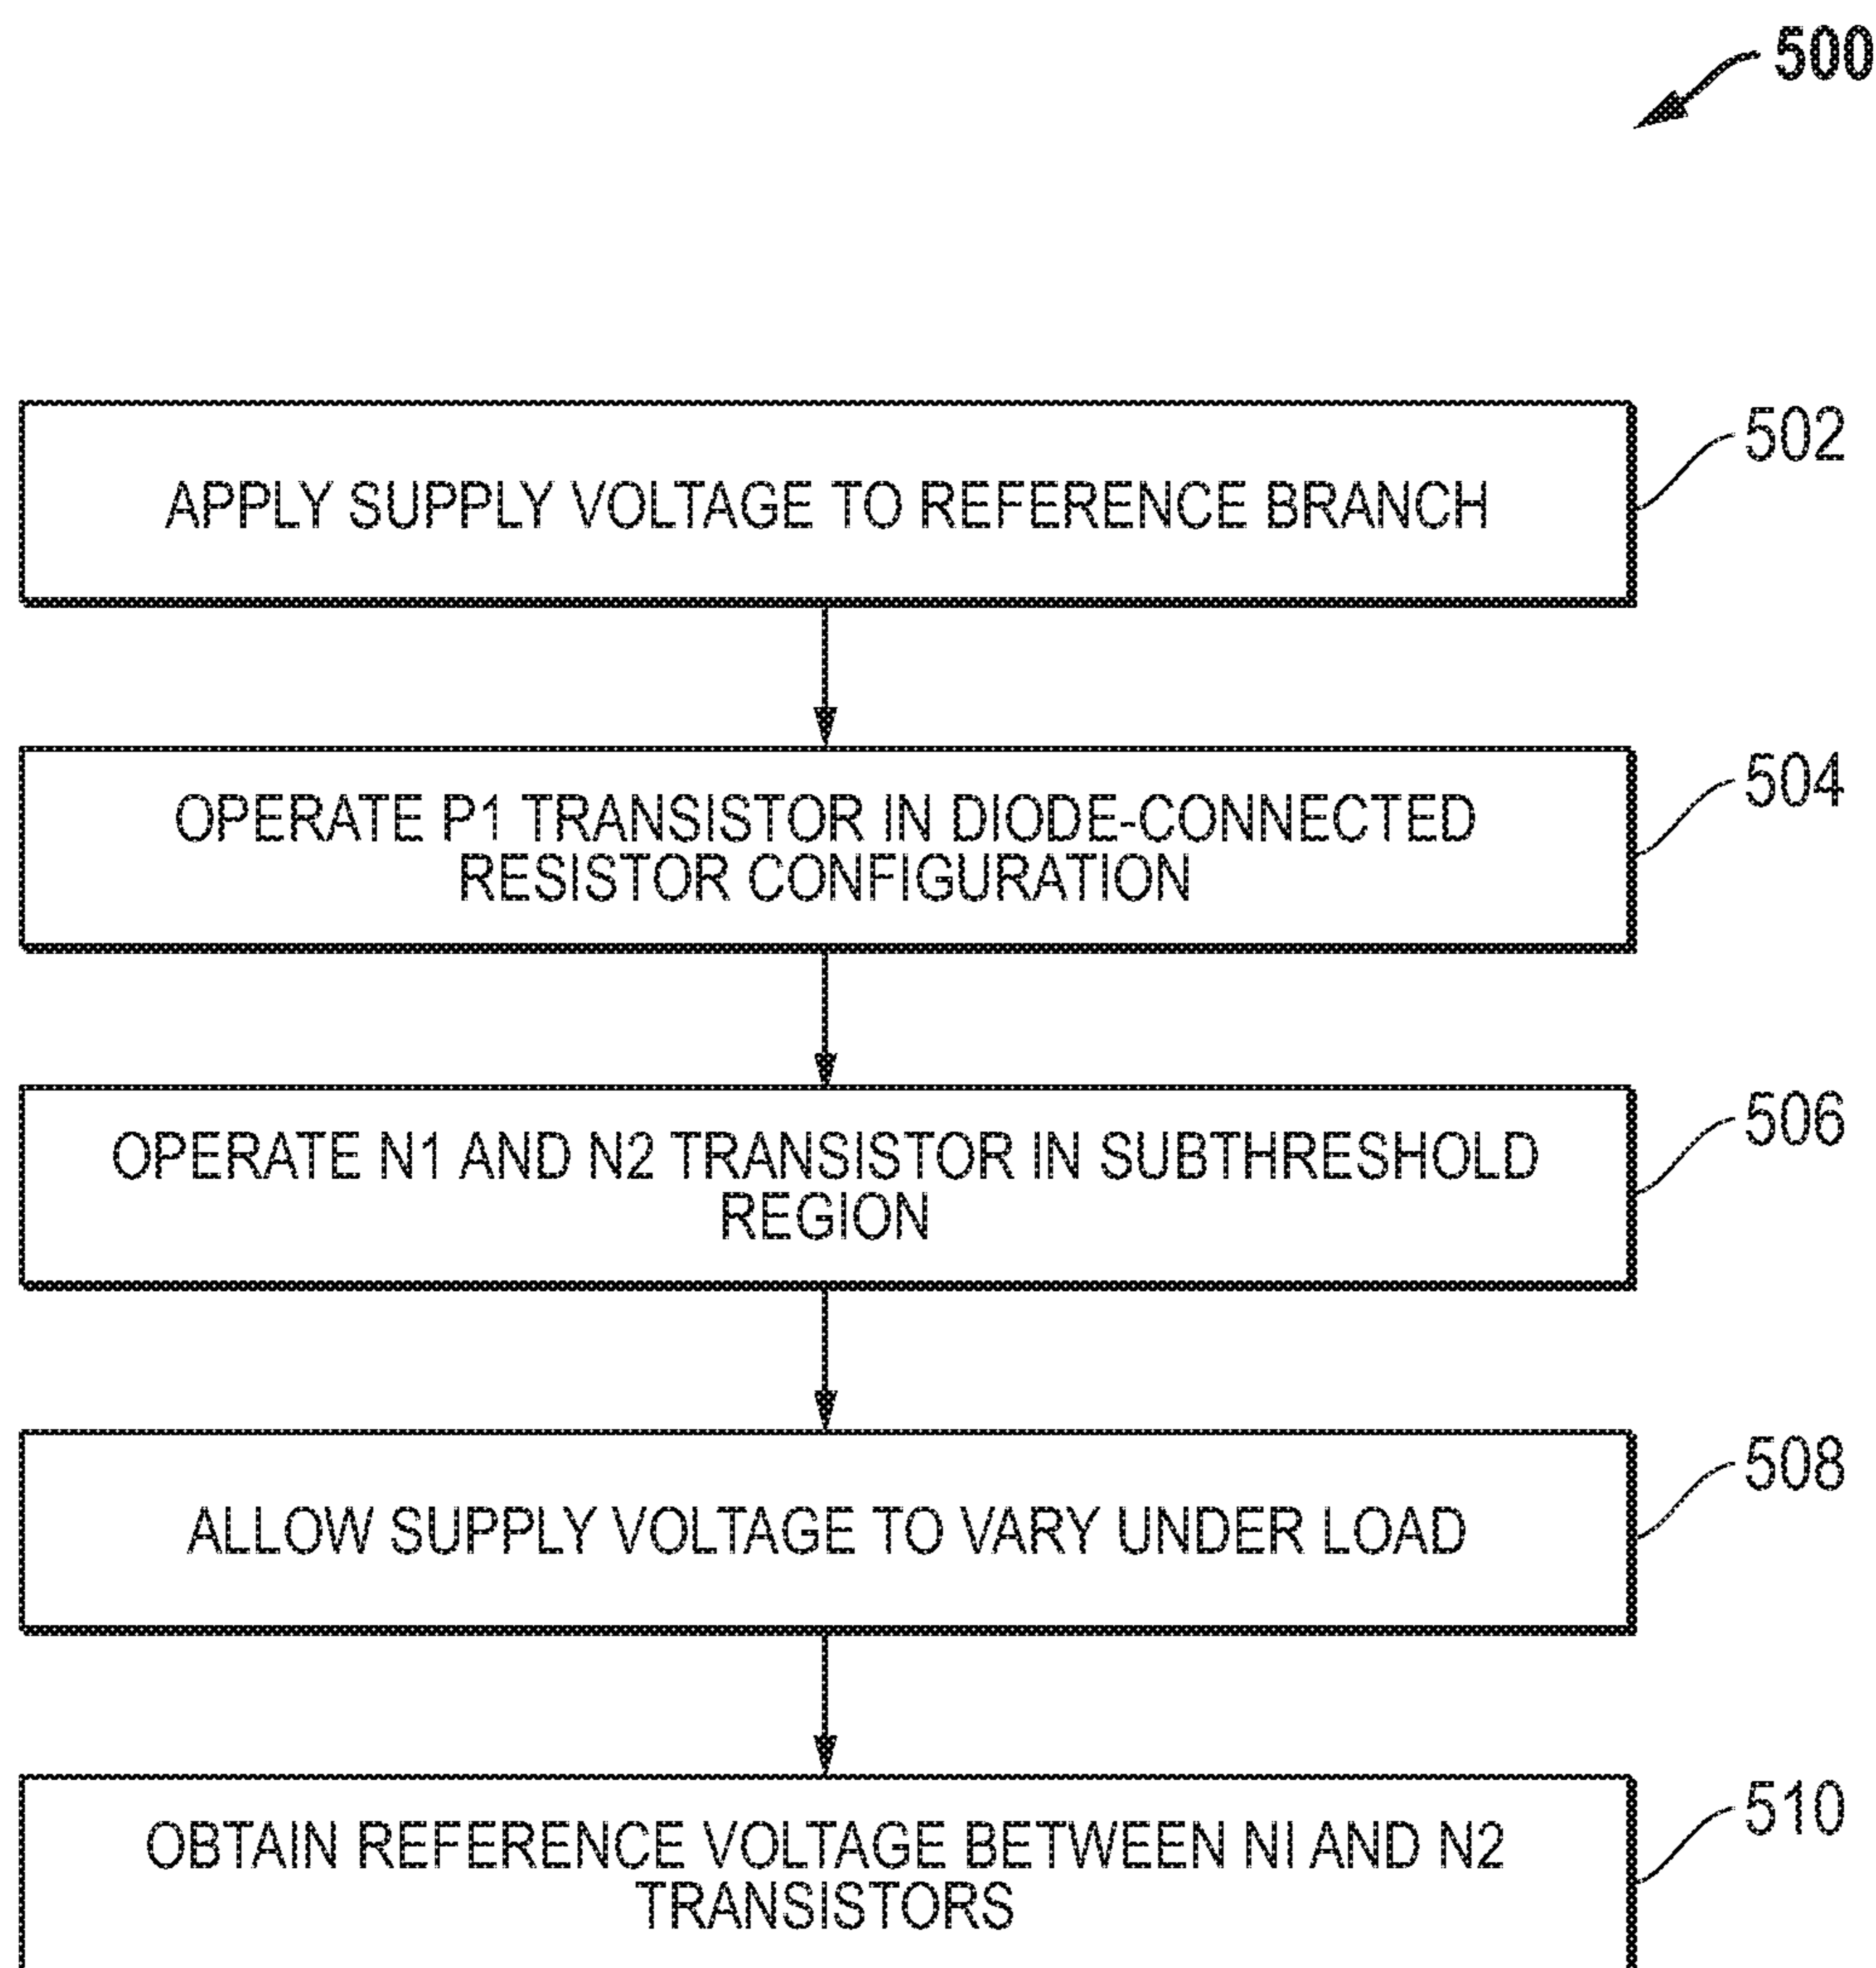 500
APPLY SUPPLY VOLTAGE TO REFERENCE BRANCH
502
OPERATE P1 TRANSISTOR IN DIODE-CONNECTED
RESISTOR CONFIGURATION
504
OPERATE N1 AND N2 TRANSISTOR IN SUBTHRESHOLD
REGION
506
ALLOW SUPPLY VOLTAGE TO VARY UNDER LOAD
508
OBTAIN REFERENCE VOLTAGE BETWEEN NI AND N2
TRANSISTORS
510